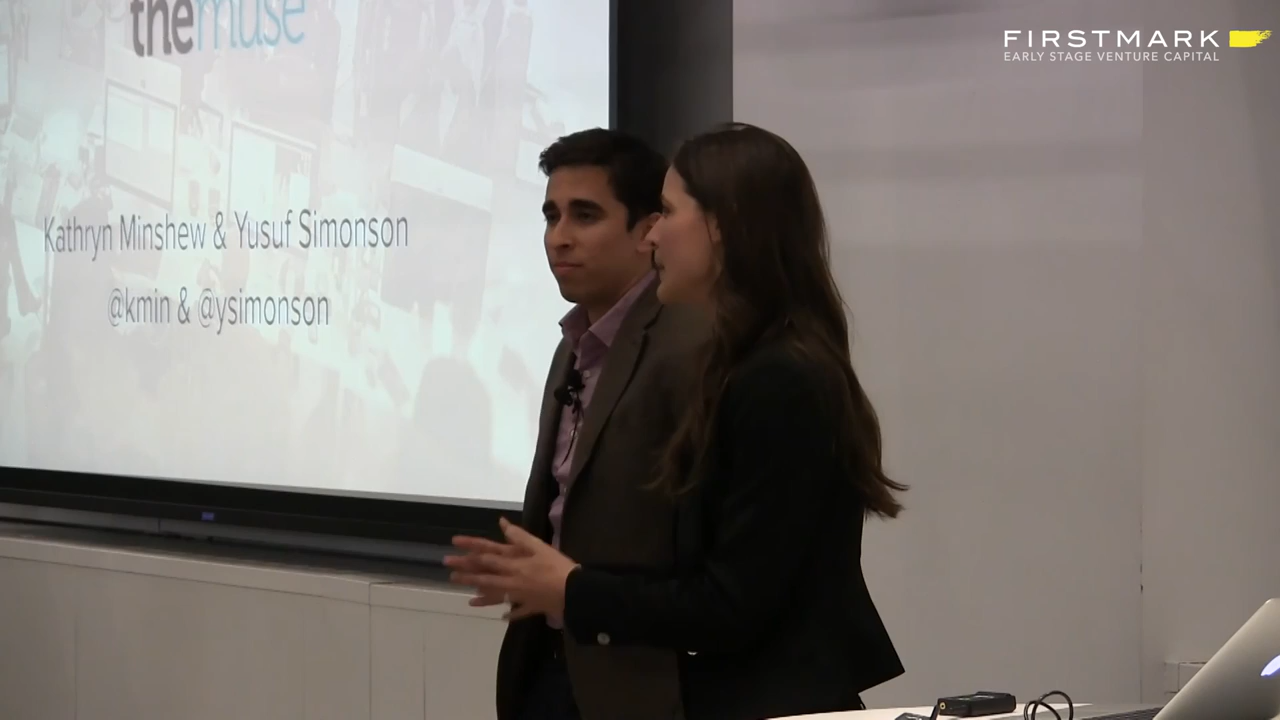 themuse
Kathryn Minshew & Yusuf Simonson
@kmin & @ysimonson
FIRSTMARK
EARLY STAGE VENTURE CAPITAL